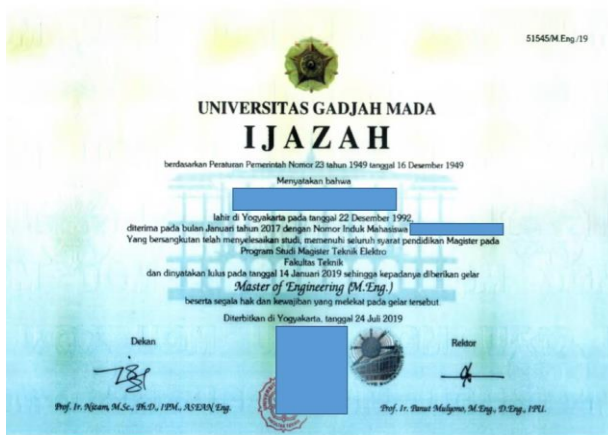 51545/M.Eng./19
UNIVERSITAS GADJAH MADA
IJAZAH
berdasarkan Peraturan Pemerintah Nomor 23 tahun 1949 tanggal 16 Desember 1949
Menyatakan bahwa
lahir di Yogyakarta pada tanggal 22 Desember 1992,
diterima pada bulan Januari tahun 2017 dengan Nomor Induk Mahasiswa
Yang bersangkutan telah menyelesaikan studi, memenuhi seluruh syarat pendidikan Magister pada
Program Studi Magister Teknik Elektro
Fakultas Teknik
dan dinyatakan lulus pada tanggal 14 Januari 2019 sehingga kepadanya diberikan gelar
Master of Engineering (M.Eng.)
beserta segala hak dan kewajiban yang melekat pada gelar tersebut.
Diterbitkan di Yogyakarta, tanggal 24 Juli 2019
Dekan
Rektor
Prof. Ir. Nizam, M.Sc., Ph.D., IPM., ASEAN Eng.
Prof. Ir. Panut Mulyono, M.Eng., D.Eng., IPU.